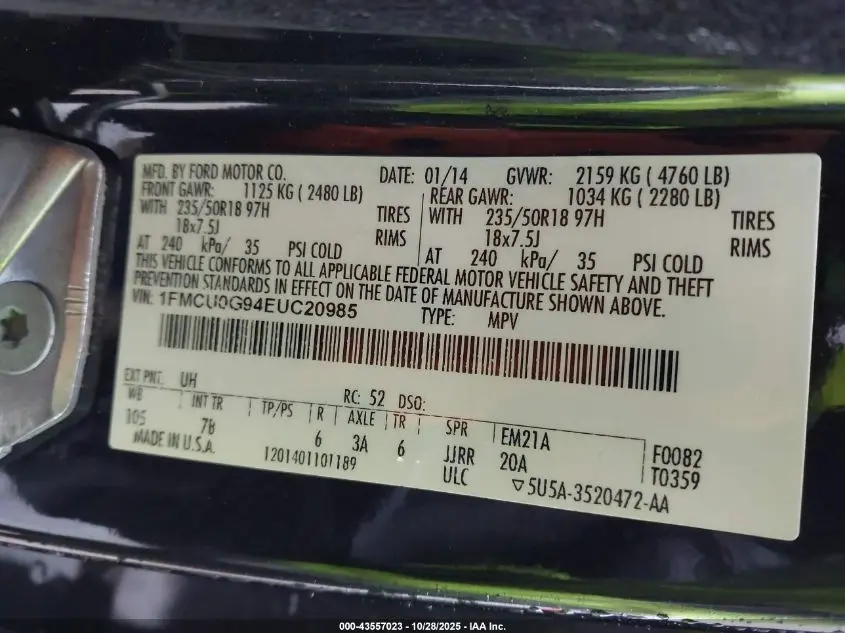 MFD. BY FORD MOTOR CO. DATE: 01/14 GVWR: 2159 KG ( 4760 LB)
FRONT GAWR: 1125 KG ( 2480 LB) REAR GAWR: 1034 KG ( 2280 LB)
WITH 235/50R18 97H TIRES WITH 235/50R18 97H TIRES
18x7.5J RIMS 18x7.5J RIMS
AT 240 kPa/ 35 PSI COLD AT 240 kPa/ 35 PSI COLD
THIS VEHICLE CONFORMS TO ALL APPLICABLE FEDERAL MOTOR VEHICLE SAFETY AND THEFT
PREVENTION STANDARDS IN EFFECT ON THE DATE OF MANUFACTURE SHOWN ABOVE.
VIN: 1FMCU0G94EUC20985 TYPE: MPV
EXT PNT: UH RC: 52 DSO:
WB INT TR TP/PS R AXLE TR SPR EM21A
105 7B 6 3A 6 JJRR 20A F0082
MADE IN U.S.A. 1201401101189 ULC T0359
▽5U5A-3520472-AA
000-43557023 - 10/28/2025 - IAA Inc.